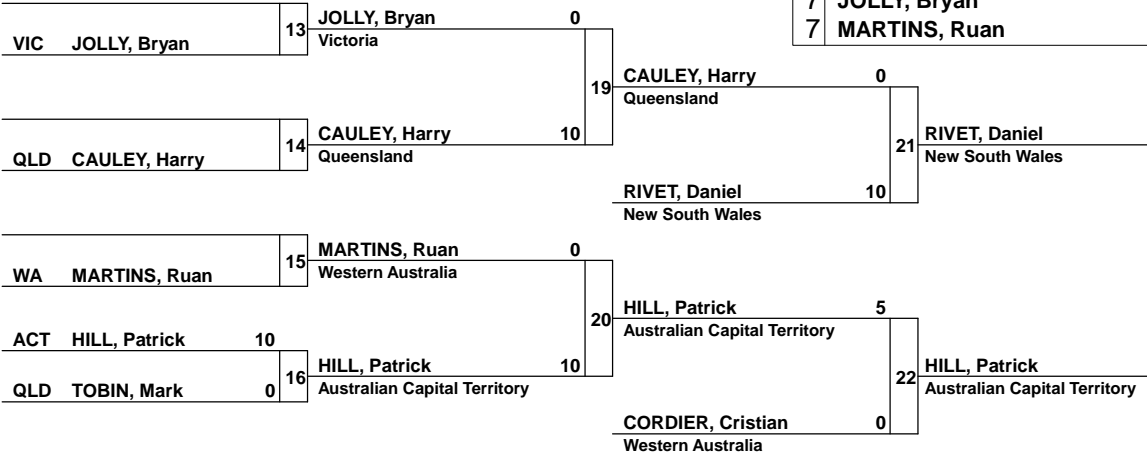 7 JOLLY, Bryan
7 MARTINS, Ruan
VIC JOLLY, Bryan
13
JOLLY, Bryan 0
Victoria
QLD CAULEY, Harry
14
CAULEY, Harry 10
Queensland
19
CAULEY, Harry 0
Queensland
RIVET, Daniel 10
New South Wales
21
RIVET, Daniel
New South Wales
WA MARTINS, Ruan
15
MARTINS, Ruan 0
Western Australia
ACT HILL, Patrick 10
QLD TOBIN, Mark 0
16
HILL, Patrick 10
Australian Capital Territory
20
HILL, Patrick 5
Australian Capital Territory
CORDIER, Cristian 0
Western Australia
22
HILL, Patrick
Australian Capital Territory